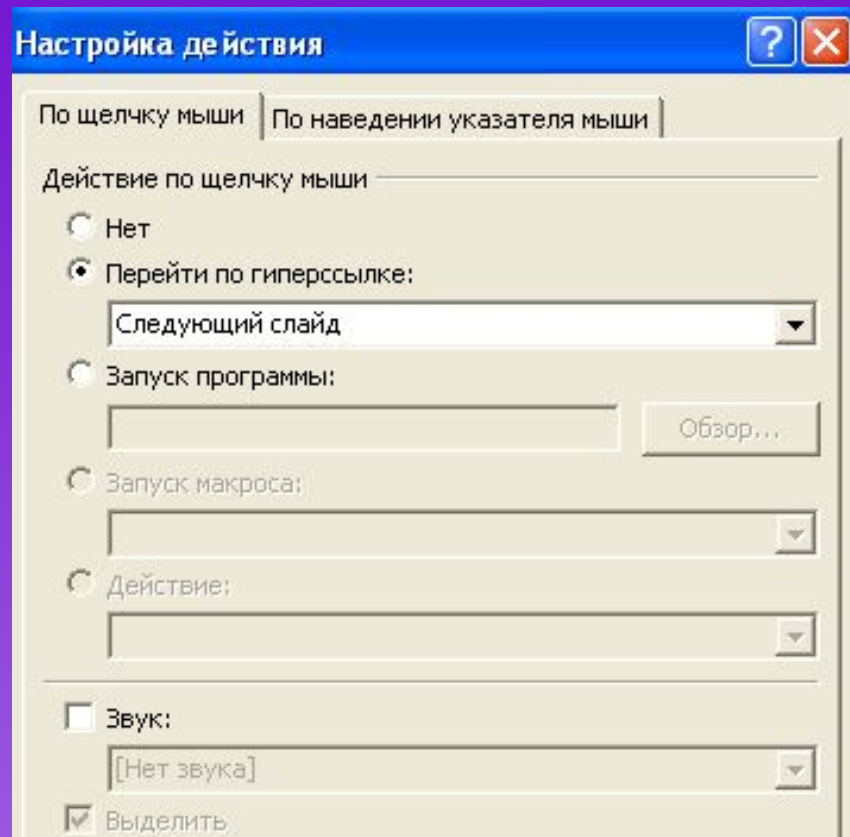 Настройка действия
По щелчку мыши По наведении указателя мыши
Действие по щелчку мыши
Нет
Перейти по гиперссылке:
Следующий слайд
Запуск программы:
Обзор...
Запуск макроса:
Действие:
Звук:
[Нет звука]
Выделить